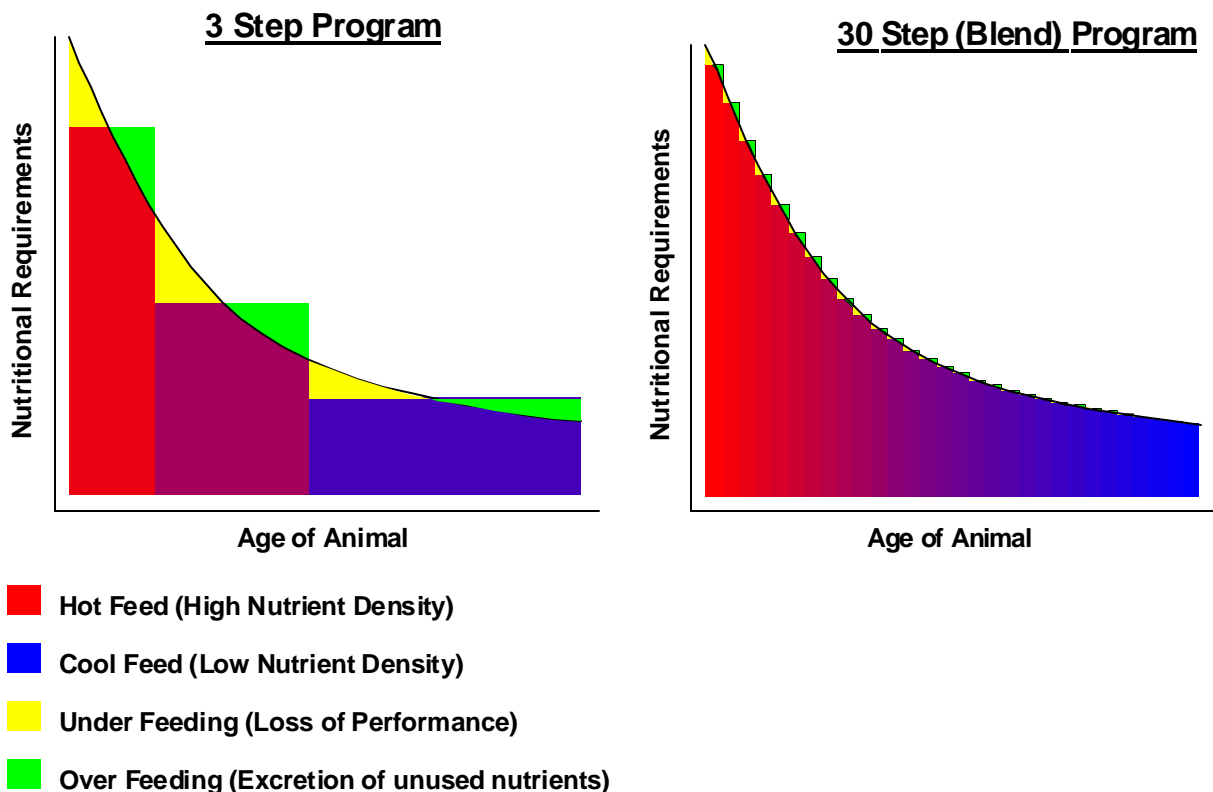 3 Step Program
30 Step (Blend) Program
Nutritional Requirements
Nutritional Requirements
Age of Animal
Age of Animal
Hot Feed (High Nutrient Density)
Cool Feed (Low Nutrient Density)
Under Feeding (Loss of Performance)
Over Feeding (Excretion of unused nutrients)